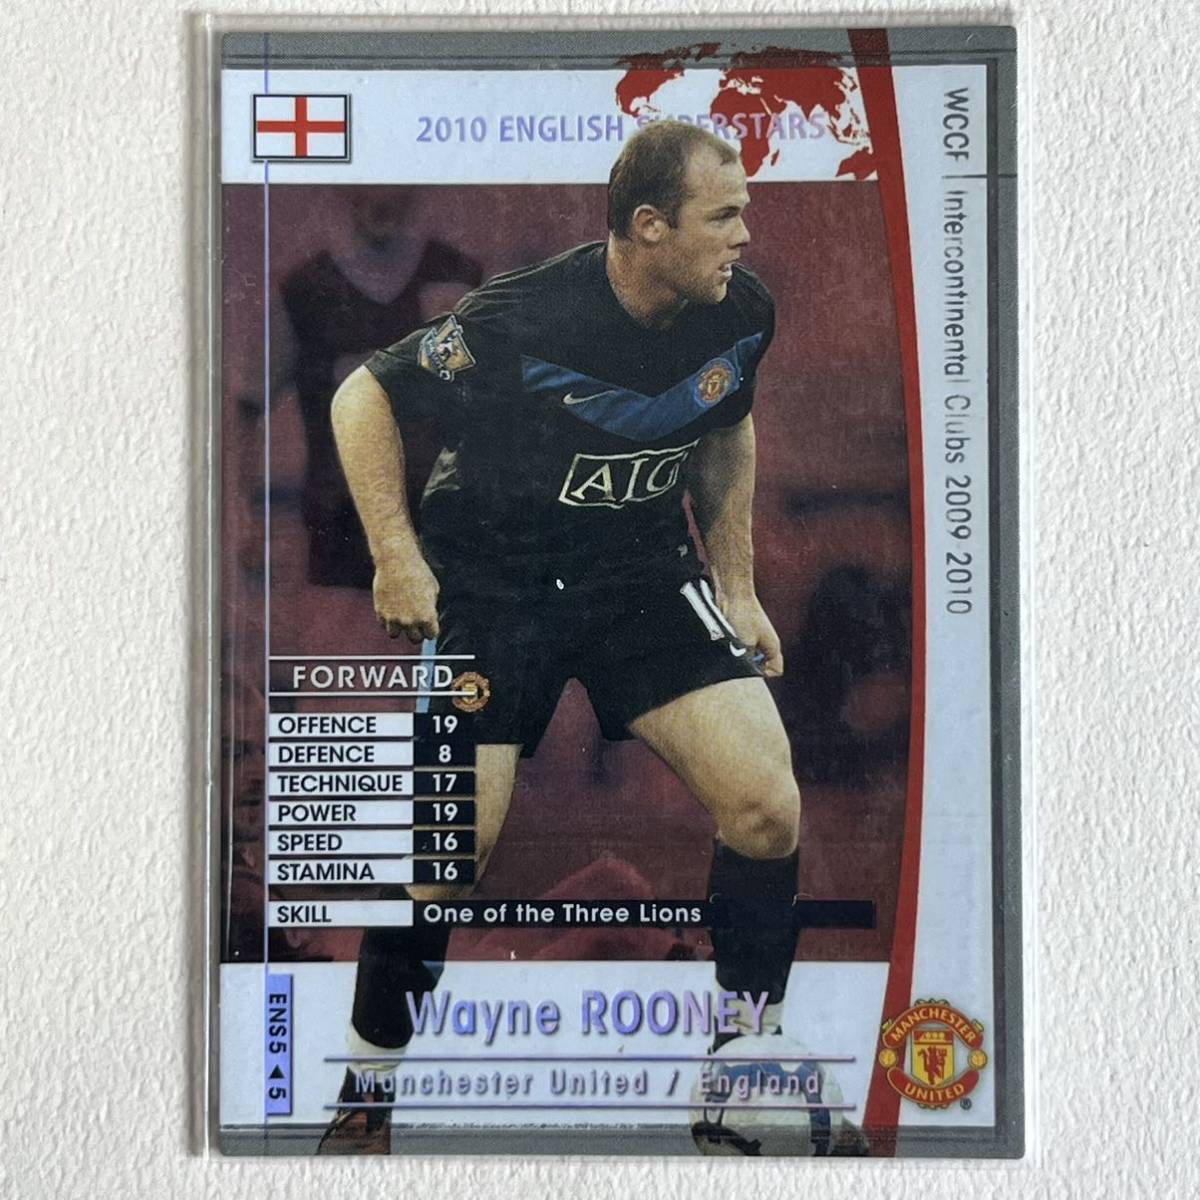 2010 ENGLISH SUPERSTARS
WCCF | Intercontinental Clubs 2009-2010
AIG
10
FORWARD
OFFENCE 19
DEFENCE 8
TECHNIQUE 17
POWER 19
SPEED 16
STAMINA 16
SKILL One of the Three Lions
Wayne ROONEY
Manchester United / England
ENS5 ◀ 5
MANCHESTER
UNITED
®